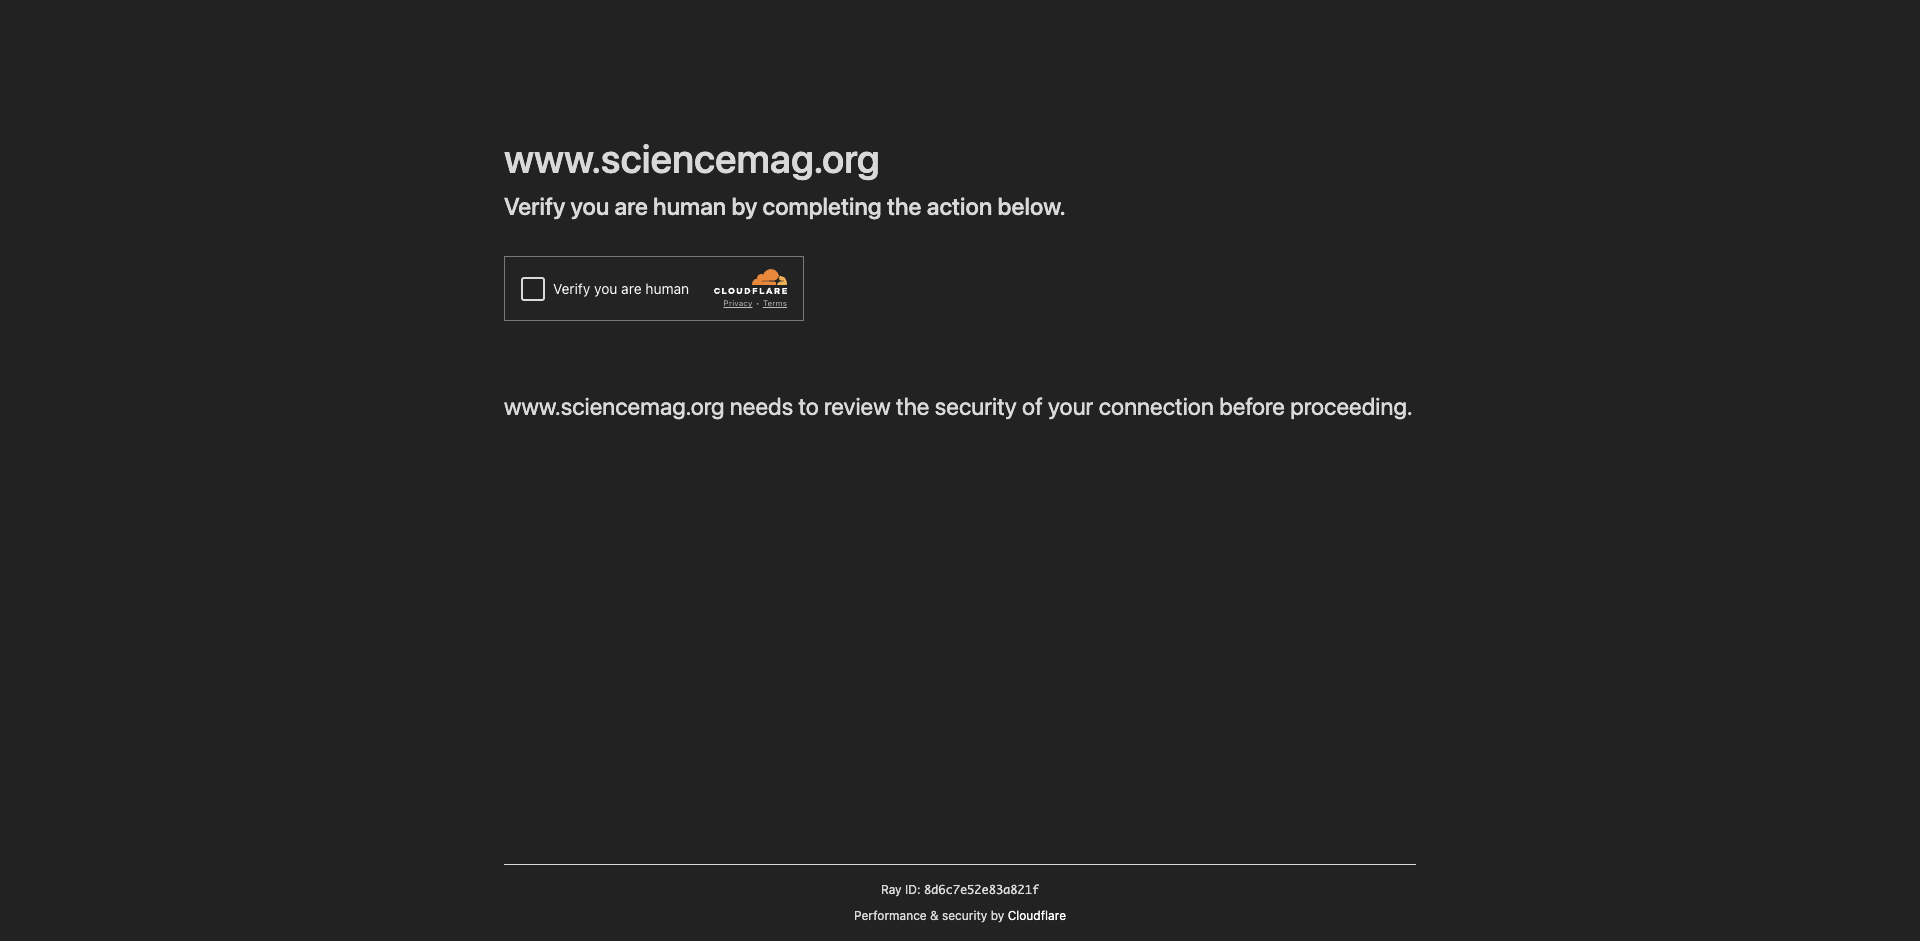 www.sciencemag.org
Verify you are human by completing the action below.
Verify you are human
CLOUDFLARE
Privacy • Terms
www.sciencemag.org needs to review the security of your connection before proceeding.
Ray ID: 8d6c7e52e83a821f
Performance & security by Cloudflare